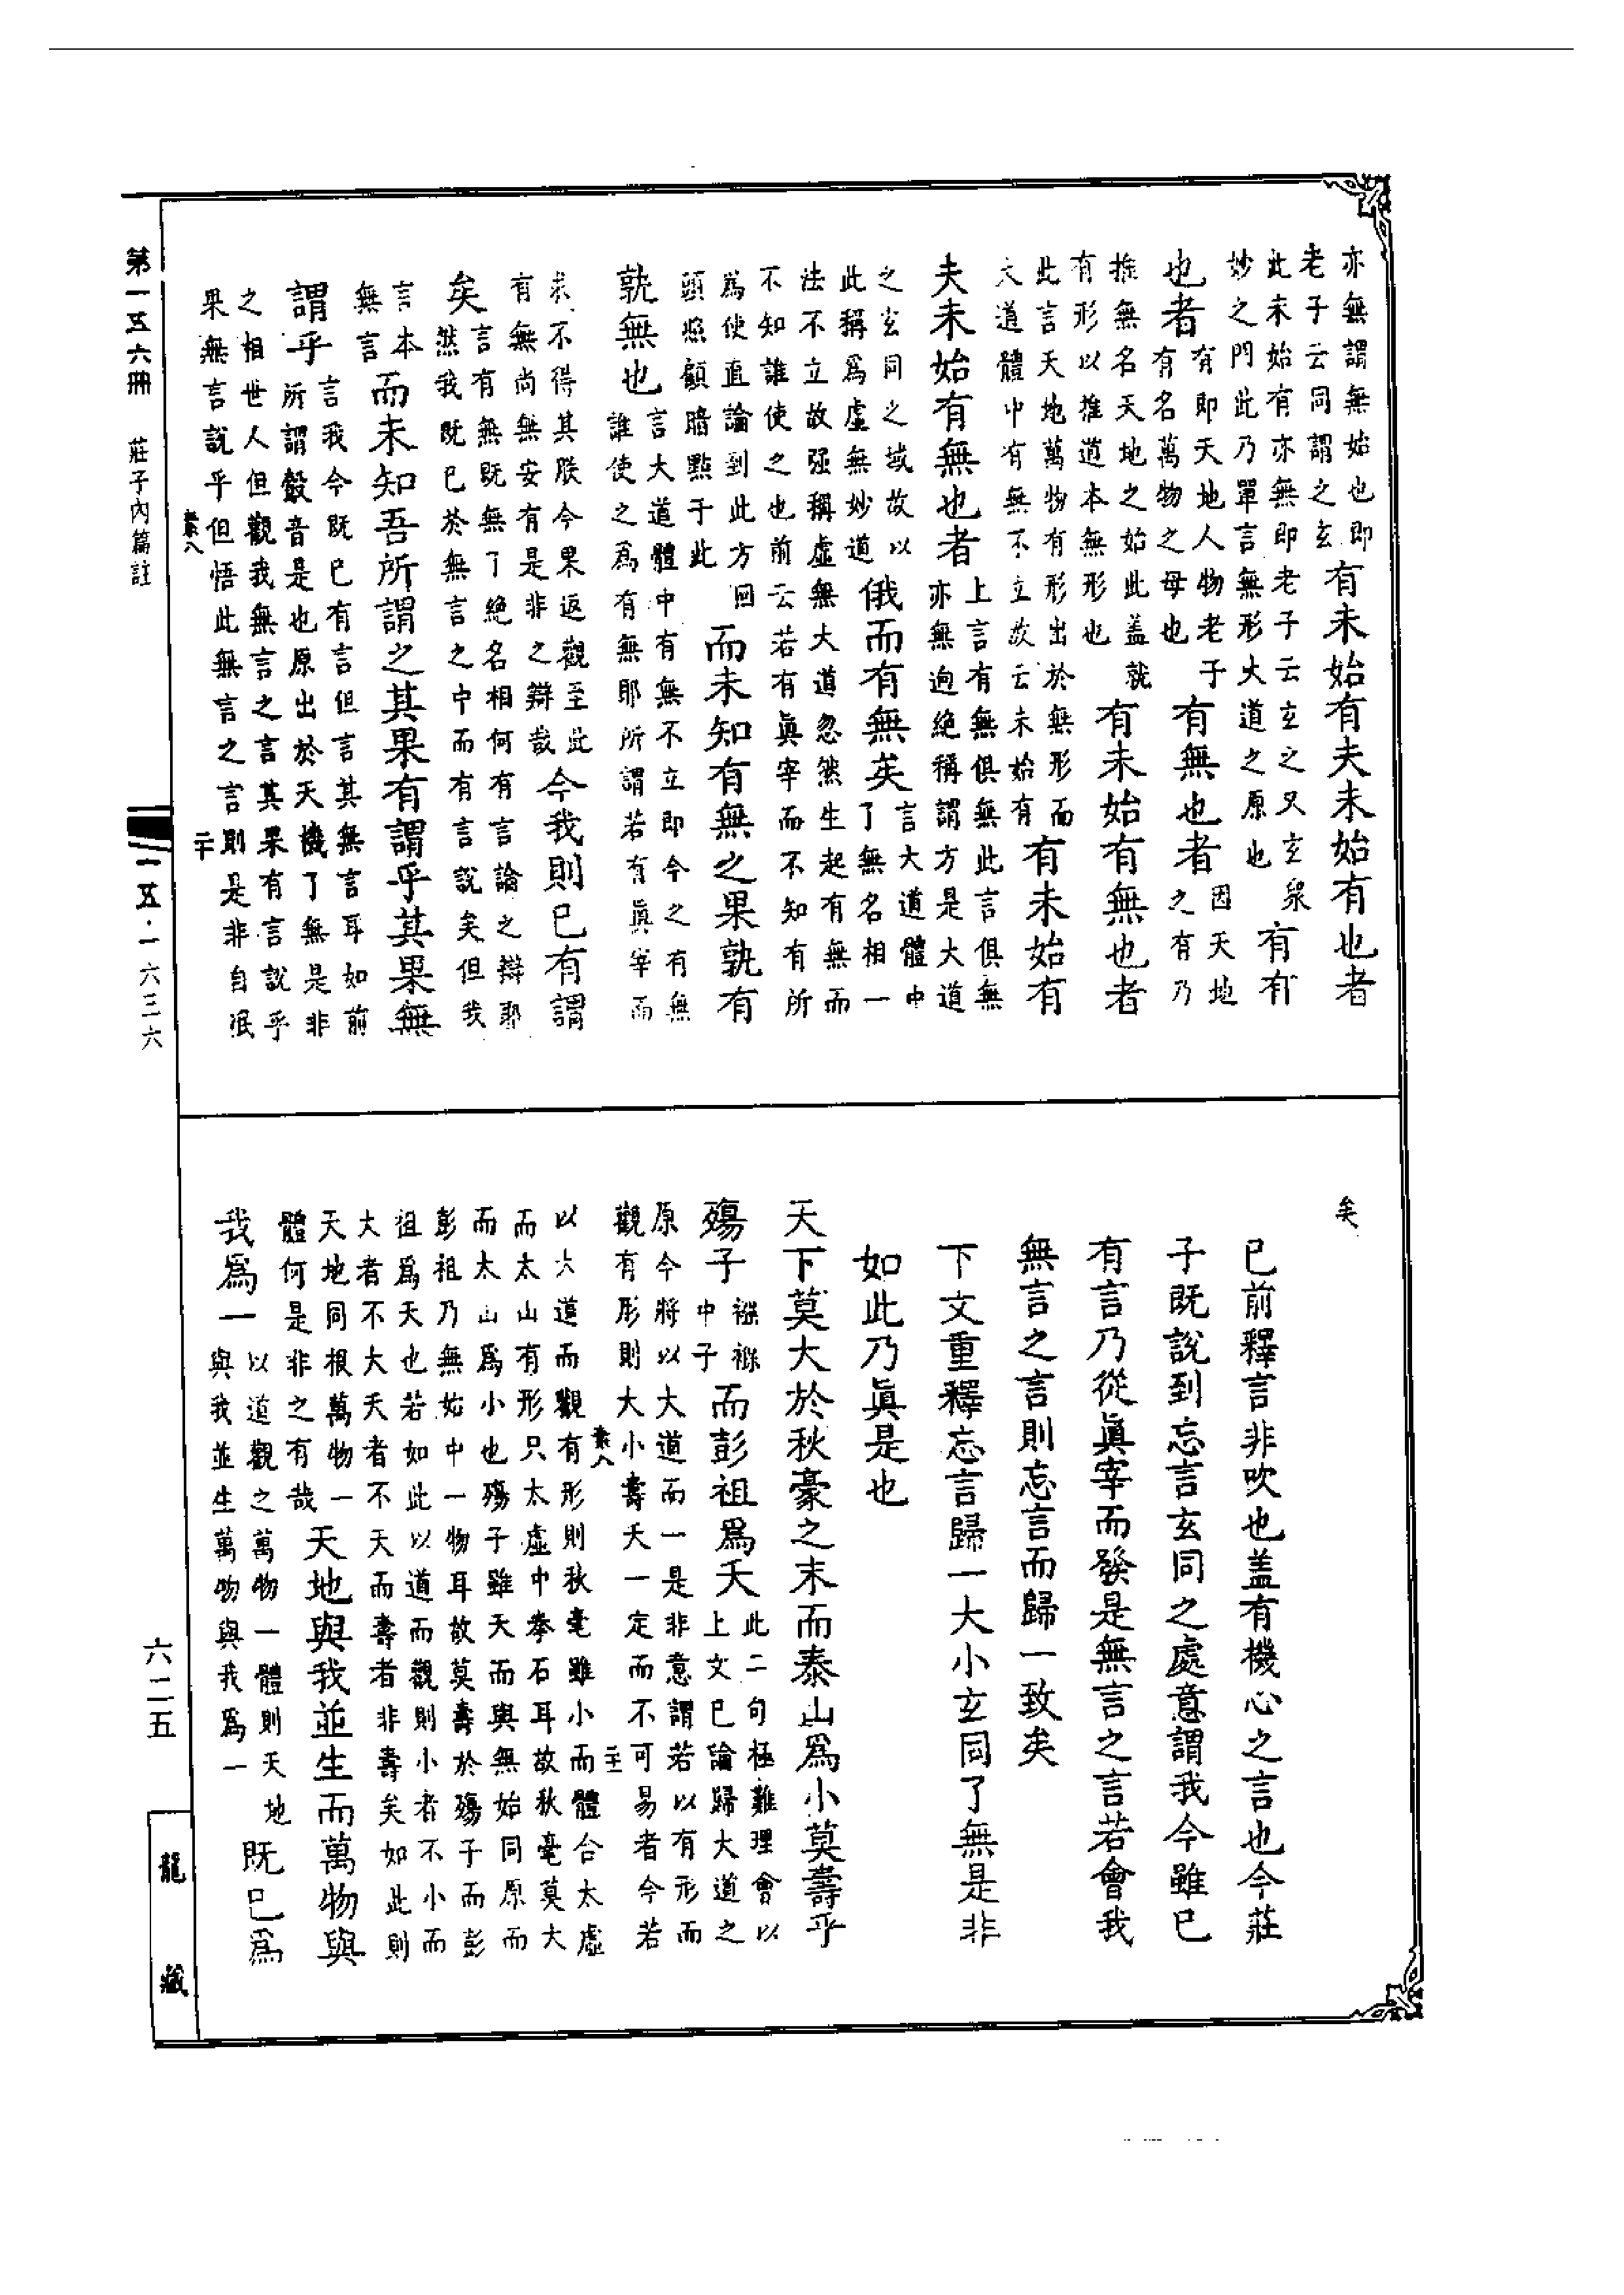 亦無謂無始也即
老子云同謂之玄
有未始有夫未始有也者
此未始有亦無即老子云玄之又玄衆
妙之門此乃單言無形大道之原也
有有
也者
有即天地人物老子
有名萬物之母也
有無也者
因天地
之有乃
推無名天地之始此盖就
有形以推道本無形也
有未始有無也者
此言天地萬物有形出於無形而
大道體中有無不立故云未始有
有未始有
夫未始有無也者
上言有無俱無此言俱無
亦無逈絶稱謂方是大道
之玄同之域故以
此稱爲虛無妙道
俄而有無矣
言大道體中
了無名相一
法不立故强稱虛無大道忽然生起有無而
不知誰使之也前云若有眞宰而不知有所
爲使直論到此方
頭照顧暗點于此
回
而未知有無之果孰有
孰無也
言大道體中有無不立即今之有無
誰使之爲有無耶所謂若有眞宰而
求不得其眹今果返觀至此
有無尚無安有是非之辯哉
今我則已有謂
矣
言有無既無了絶名相何有言論之辯聚
然我既已於無言之中而有言說矣但我
言本
無言
而未知吾所謂之其果有謂乎其果無
謂乎
言我今既已有言但言其無言耳如前
所謂鷇音是也原出於天機了無是非
之相世人但觀我無言之言其果有言說乎
果無言說乎但悟此無言之言則是非自泯
矣
已前釋言非吹也盖有機心之言也今莊
子既說到忘言玄同之處意謂我今雖已
有言乃從眞宰而發是無言之言若會我
無言之言則忘言而歸一致矣
下文重釋忘言歸一大小玄同了無是非
如此乃眞是也
天下莫大於秋豪之末而泰山爲小莫壽乎
殤子
襁褓
中子
而彭祖爲夭
此二句極難理會以
上文已論歸大道之
原今將以大道而一是非意謂若以有形而
觀有形則大小壽夭一定而不可易者今若
以大道而觀有形則秋毫雖小而體合太虛
而太山有形只太虛中拳石耳故秋毫莫大
而太山爲小也殤子雖夭而與無始同原而
彭祖乃無始中一物耳故莫壽於殤子而彭
祖爲夭也若如此以道而觀則小者不小而
大者不大夭者不夭而壽者非壽矣如此則
天地同根萬物一
體何是非之有哉
天地與我並生而萬物與
我爲一
以道觀之萬物一體則天地
與我並生萬物與我爲一
既已爲
第一五六冊
莊子內篇註
一五·一六三六
六二五
龍藏